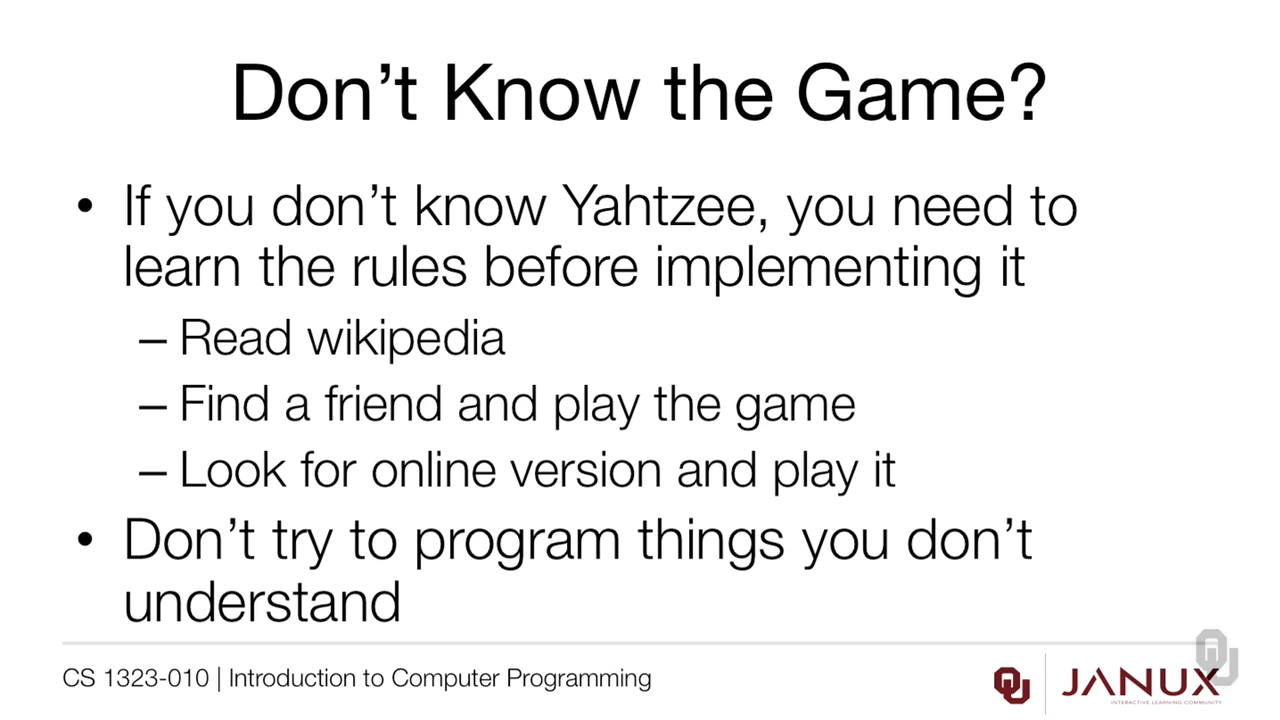 Don’t Know the Game?
• If you don’t know Yahtzee, you need to
learn the rules before implementing it
– Read wikipedia
– Find a friend and play the game
– Look for online version and play it
• Don’t try to program things you don’t
understand
CS 1323-010 | Introduction to Computer Programming
OU
JANUX
INTERACTIVE LEARNING COMMUNITY
OU